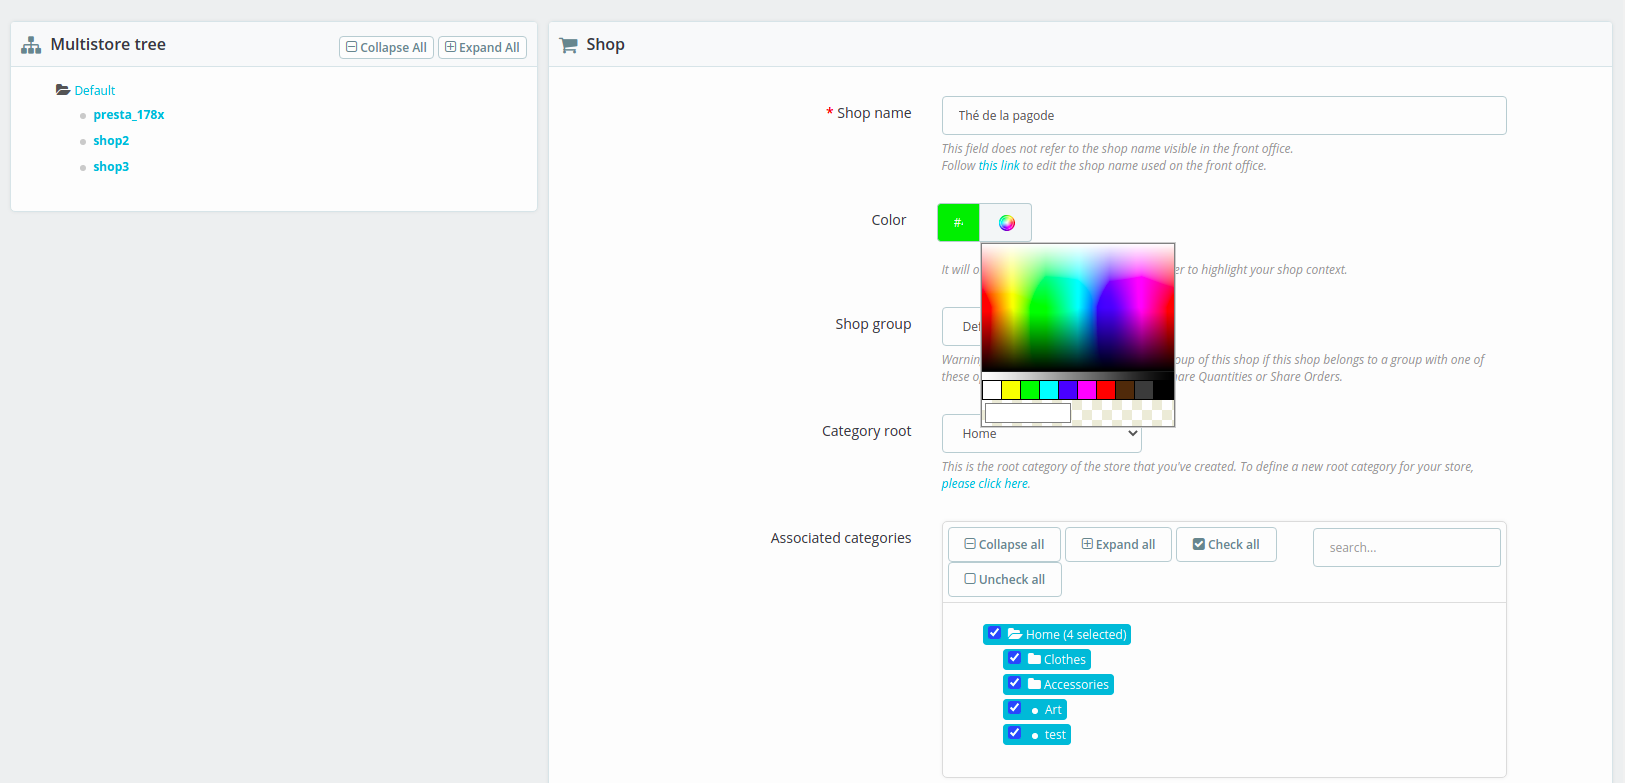 Multistore tree
Collapse All
Expand All
Default
presta_178x
shop2
shop3
Shop
* Shop name
Thé de la pagode
This field does not refer to the shop name visible in the front office.
Follow this link to edit the shop name used on the front office.
Color
#
It will o
er to highlight your shop context.
Shop group
Def
Warnin
oup of this shop if this shop belongs to a group with one of
these o
hare Quantities or Share Orders.
Category root
Home
This is the root category of the store that you've created. To define a new root category for your store,
please click here.
Associated categories
Collapse all
Expand all
Check all
search...
Uncheck all
Home (4 selected)
Clothes
Accessories
Art
test